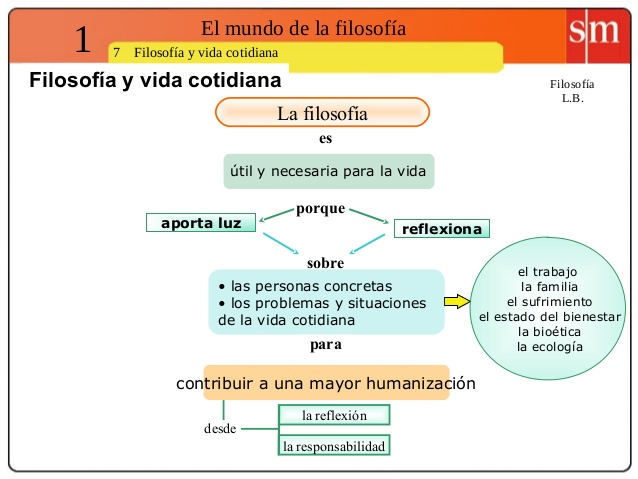 1
El mundo de la filosofía
sm
7 Filosofía y vida cotidiana
Filosofía y vida cotidiana
Filosofía
L.B.
La filosofía
es
útil y necesaria para la vida
porque
aporta luz
reflexiona
sobre
• las personas concretas
• los problemas y situaciones
de la vida cotidiana
el trabajo
la familia
el sufrimiento
el estado del bienestar
la bioética
la ecología
para
contribuir a una mayor humanización
desde
la reflexión
la responsabilidad